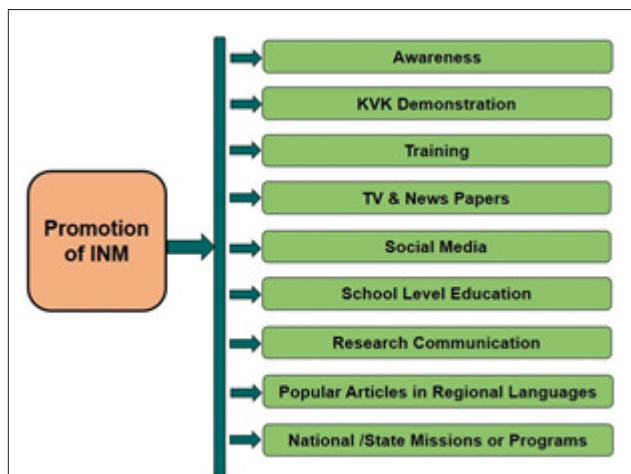 Promotion
of INM
Awareness
KVK Demonstration
Training
TV & News Papers
Social Media
School Level Education
Research Communication
Popular Articles in Regional Languages
National /State Missions or Programs